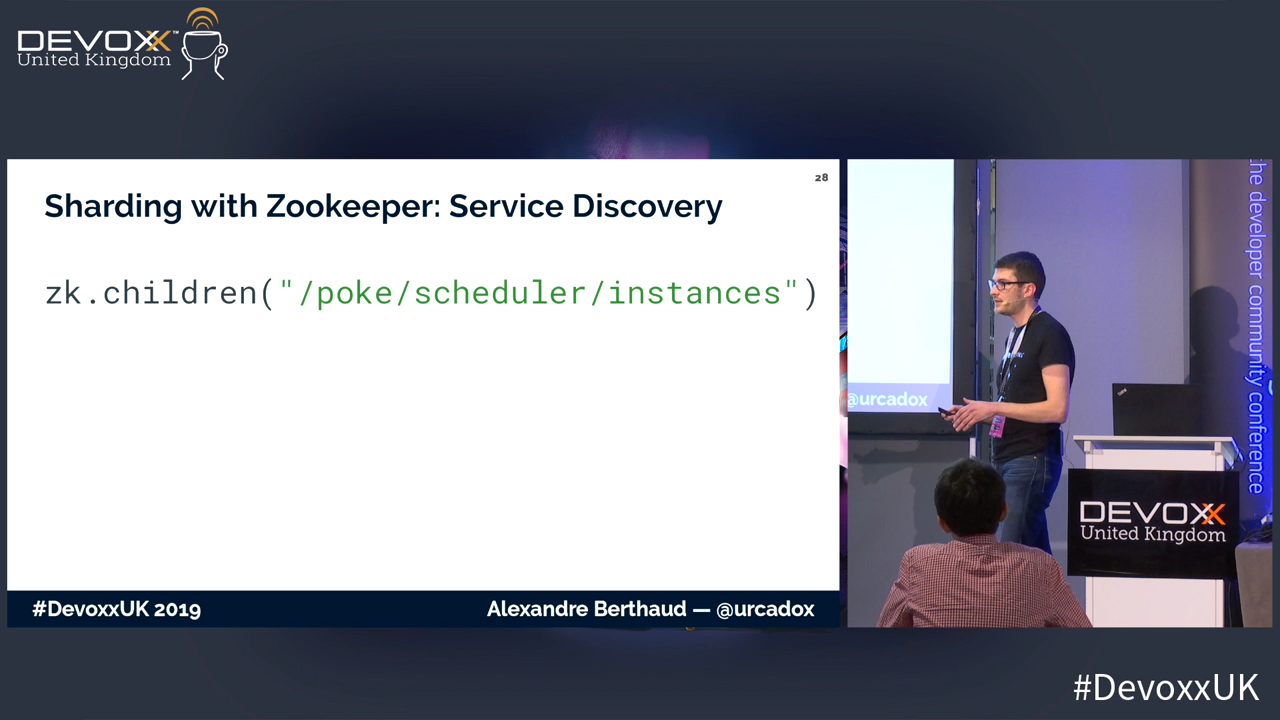 DEVOXX™
United Kingdom
28
Sharding with Zookeeper: Service Discovery
zk.children("/poke/scheduler/instances")
#DevoxxUK 2019
Alexandre Berthaud — @urcadox
@urcadox
the developer community conference
DEVOXX
United Kingdom
#DevoxxUK